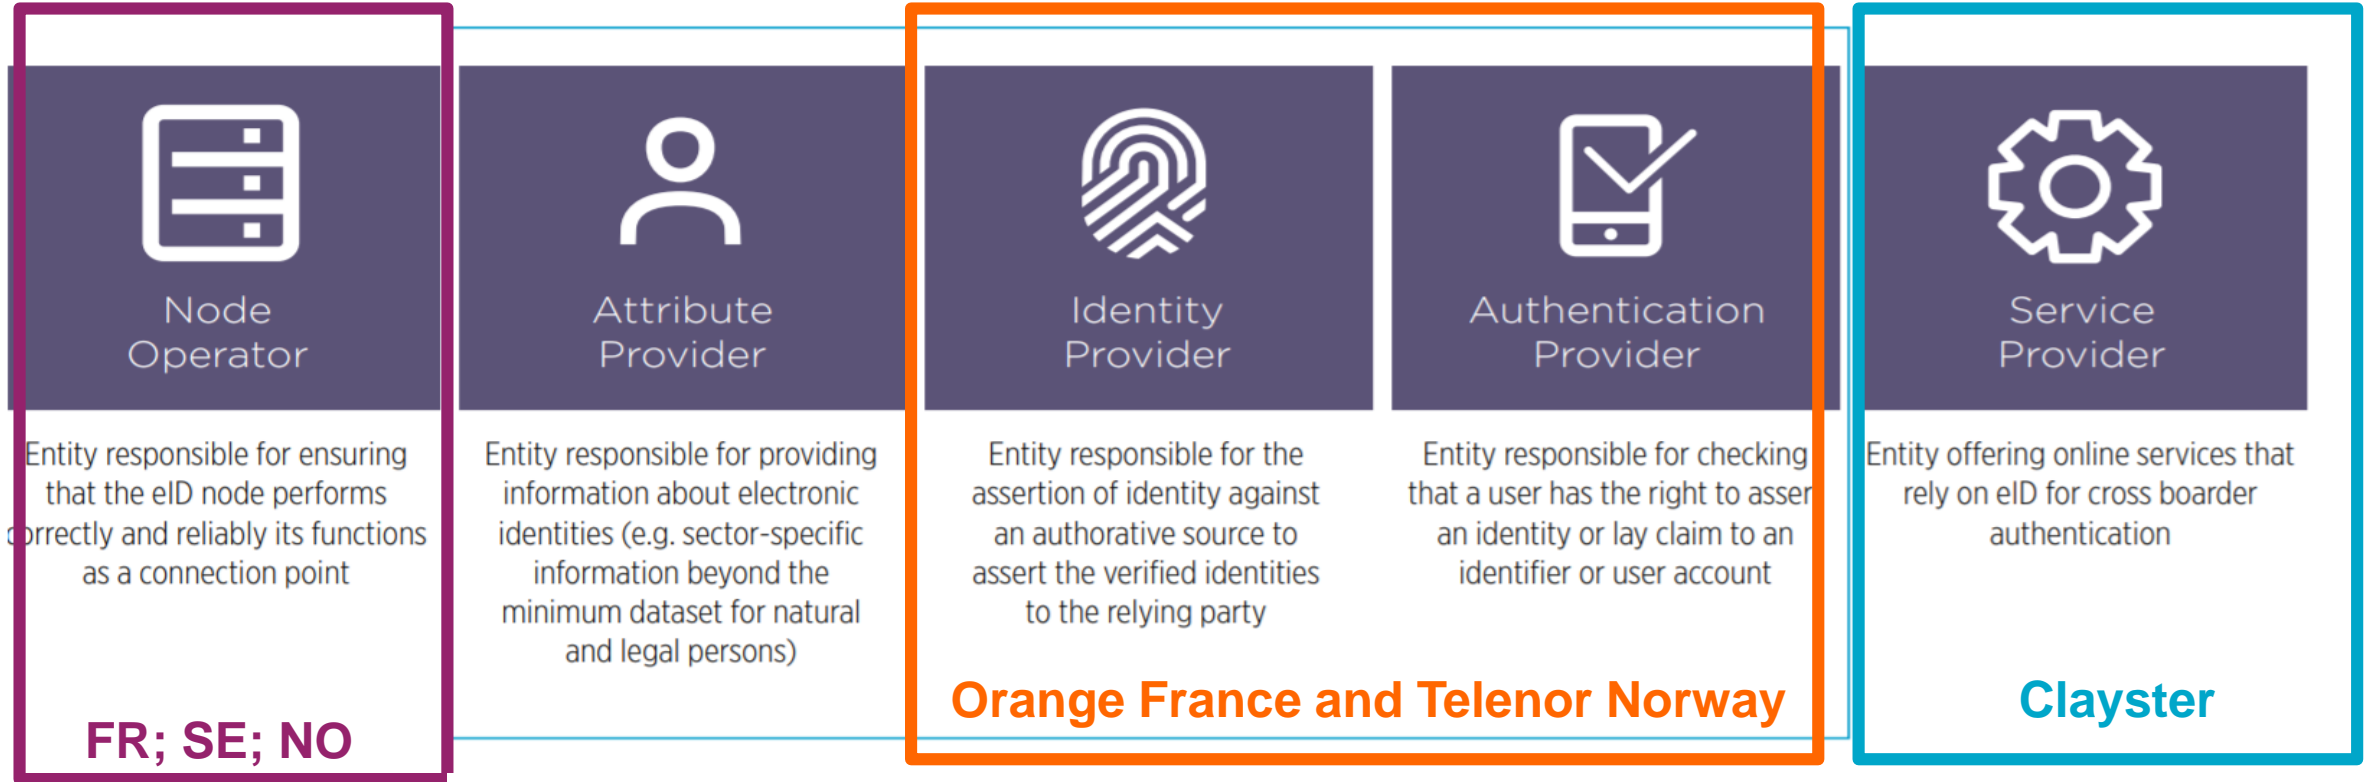 Node
Operator
Entity responsible for ensuring
that the eID node performs
correctly and reliably its functions
as a connection point
FR; SE; NO
Attribute
Provider
Entity responsible for providing
information about electronic
identities (e.g. sector-specific
information beyond the
minimum dataset for natural
and legal persons)
Identity
Provider
Entity responsible for the
assertion of identity against
an authorative source to
assert the verified identities
to the relying party
Authentication
Provider
Entity responsible for checking
that a user has the right to asser
an identity or lay claim to an
identifier or user account
Orange France and Telenor Norway
Service
Provider
Entity offering online services that
rely on eID for cross boarder
authentication
Clayster